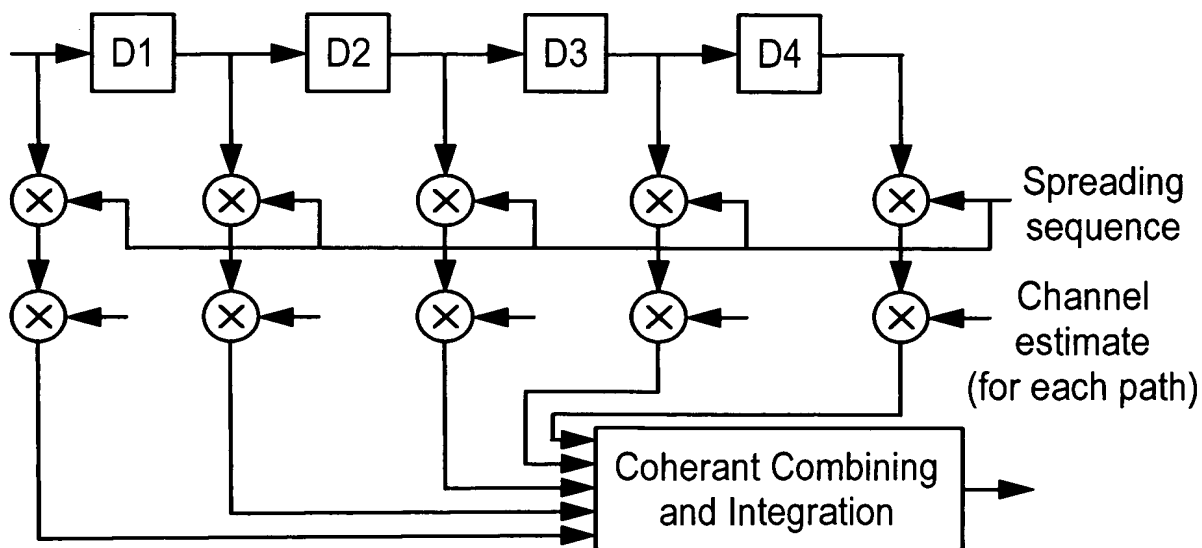 D1
D2
D3
D4
Spreading
sequence
Channel
estimate
(for each path)
Coherant Combining
and Integration